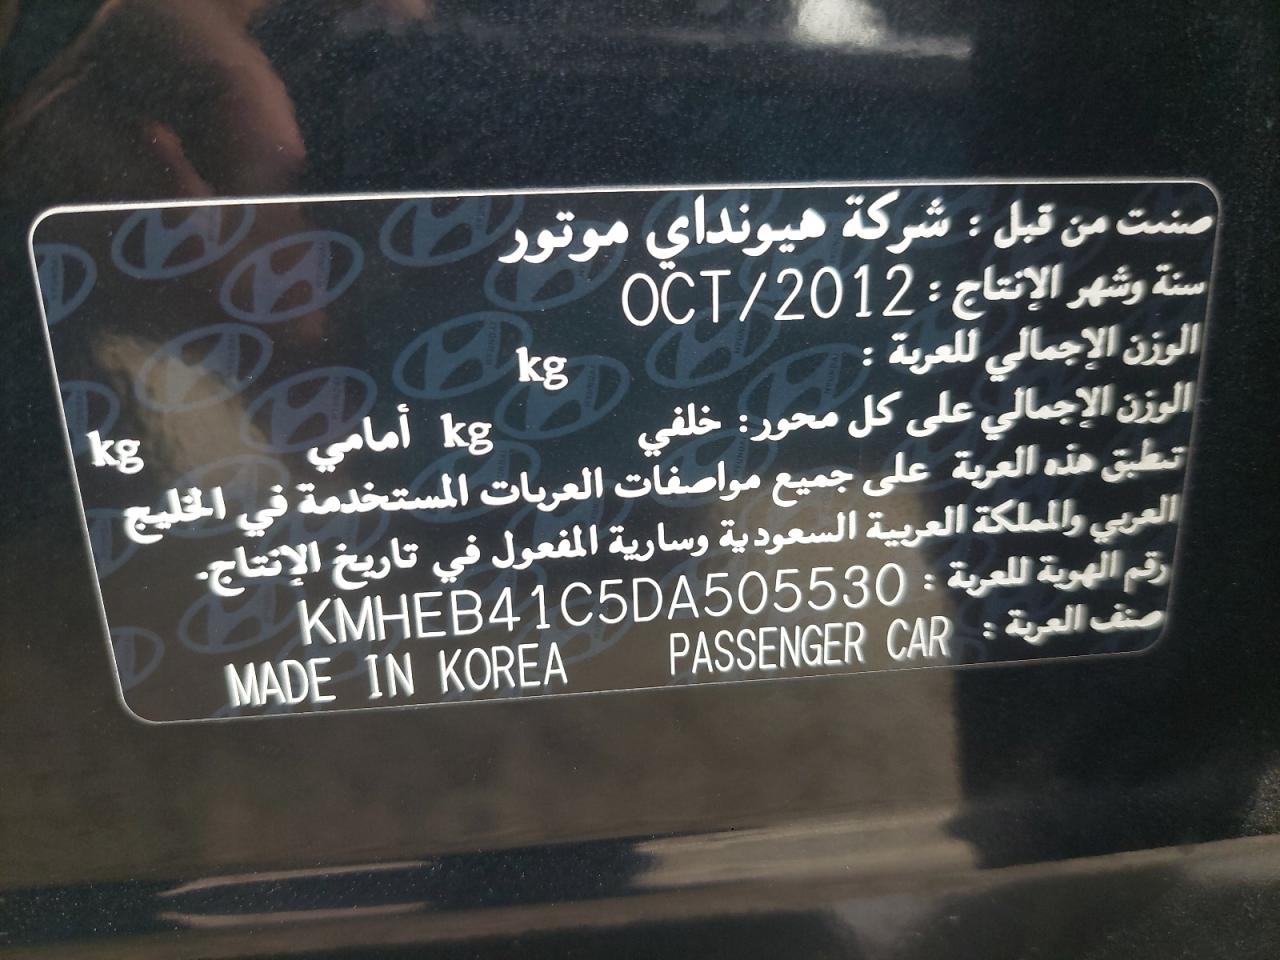 صنعت من قبل : شركة هيونداي موتور
سنة وشهر الإنتاج : OCT/2012
الوزن الإجمالي للعربة : kg
الوزن الإجمالي على كل محور: خلفي kg أمامي kg
تنطبق هذه العربة على جميع مواصفات العربات المستخدمة في الخليج
العربي والمملكة العربية السعودية وسارية المفعول في تاريخ الإنتاج.
رقم الهوية للعربة : KMHEB41C5DA505530
صنف العربة : PASSENGER CAR MADE IN KOREA